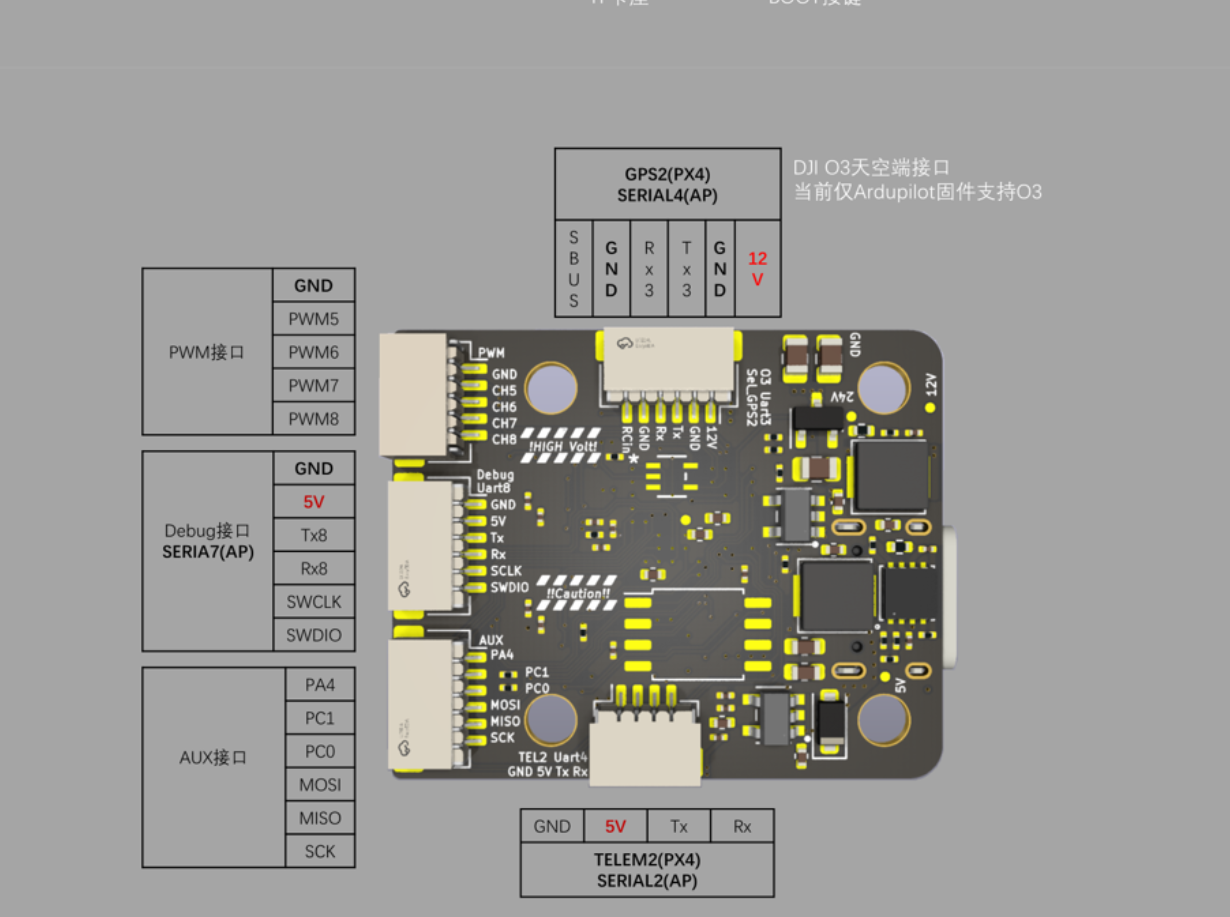 DJI O3天空端接口
当前仅Ardupilot固件支持O3
GPS2(PX4)
SERIAL4(AP)
SBUS
GND
Rx3
Tx3
GND
12V
PWM接口
GND
PWM5
PWM6
PWM7
PWM8
Debug接口
SERIA7(AP)
GND
5V
Tx8
Rx8
SWCLK
SWDIO
AUX接口
PA4
PC1
PC0
MOSI
MISO
SCK
PWM
GND
CH5
CH6
CH7
CH8
!HIGH Volt!
RCin
GND
Rx
Tx
GND
12V
*
O3 Uart3
Sel_GPS2
GND
24V
12V
Debug
Uart8
GND
5V
Tx
Rx
SCLK
SWDIO
!!Caution!!
AUX
PA4
PC1
PC0
MOSI
MISO
SCK
5V
TEL2 Uart4
GND 5V Tx Rx
GND 5V Tx Rx
TELEM2(PX4)
SERIAL2(AP)